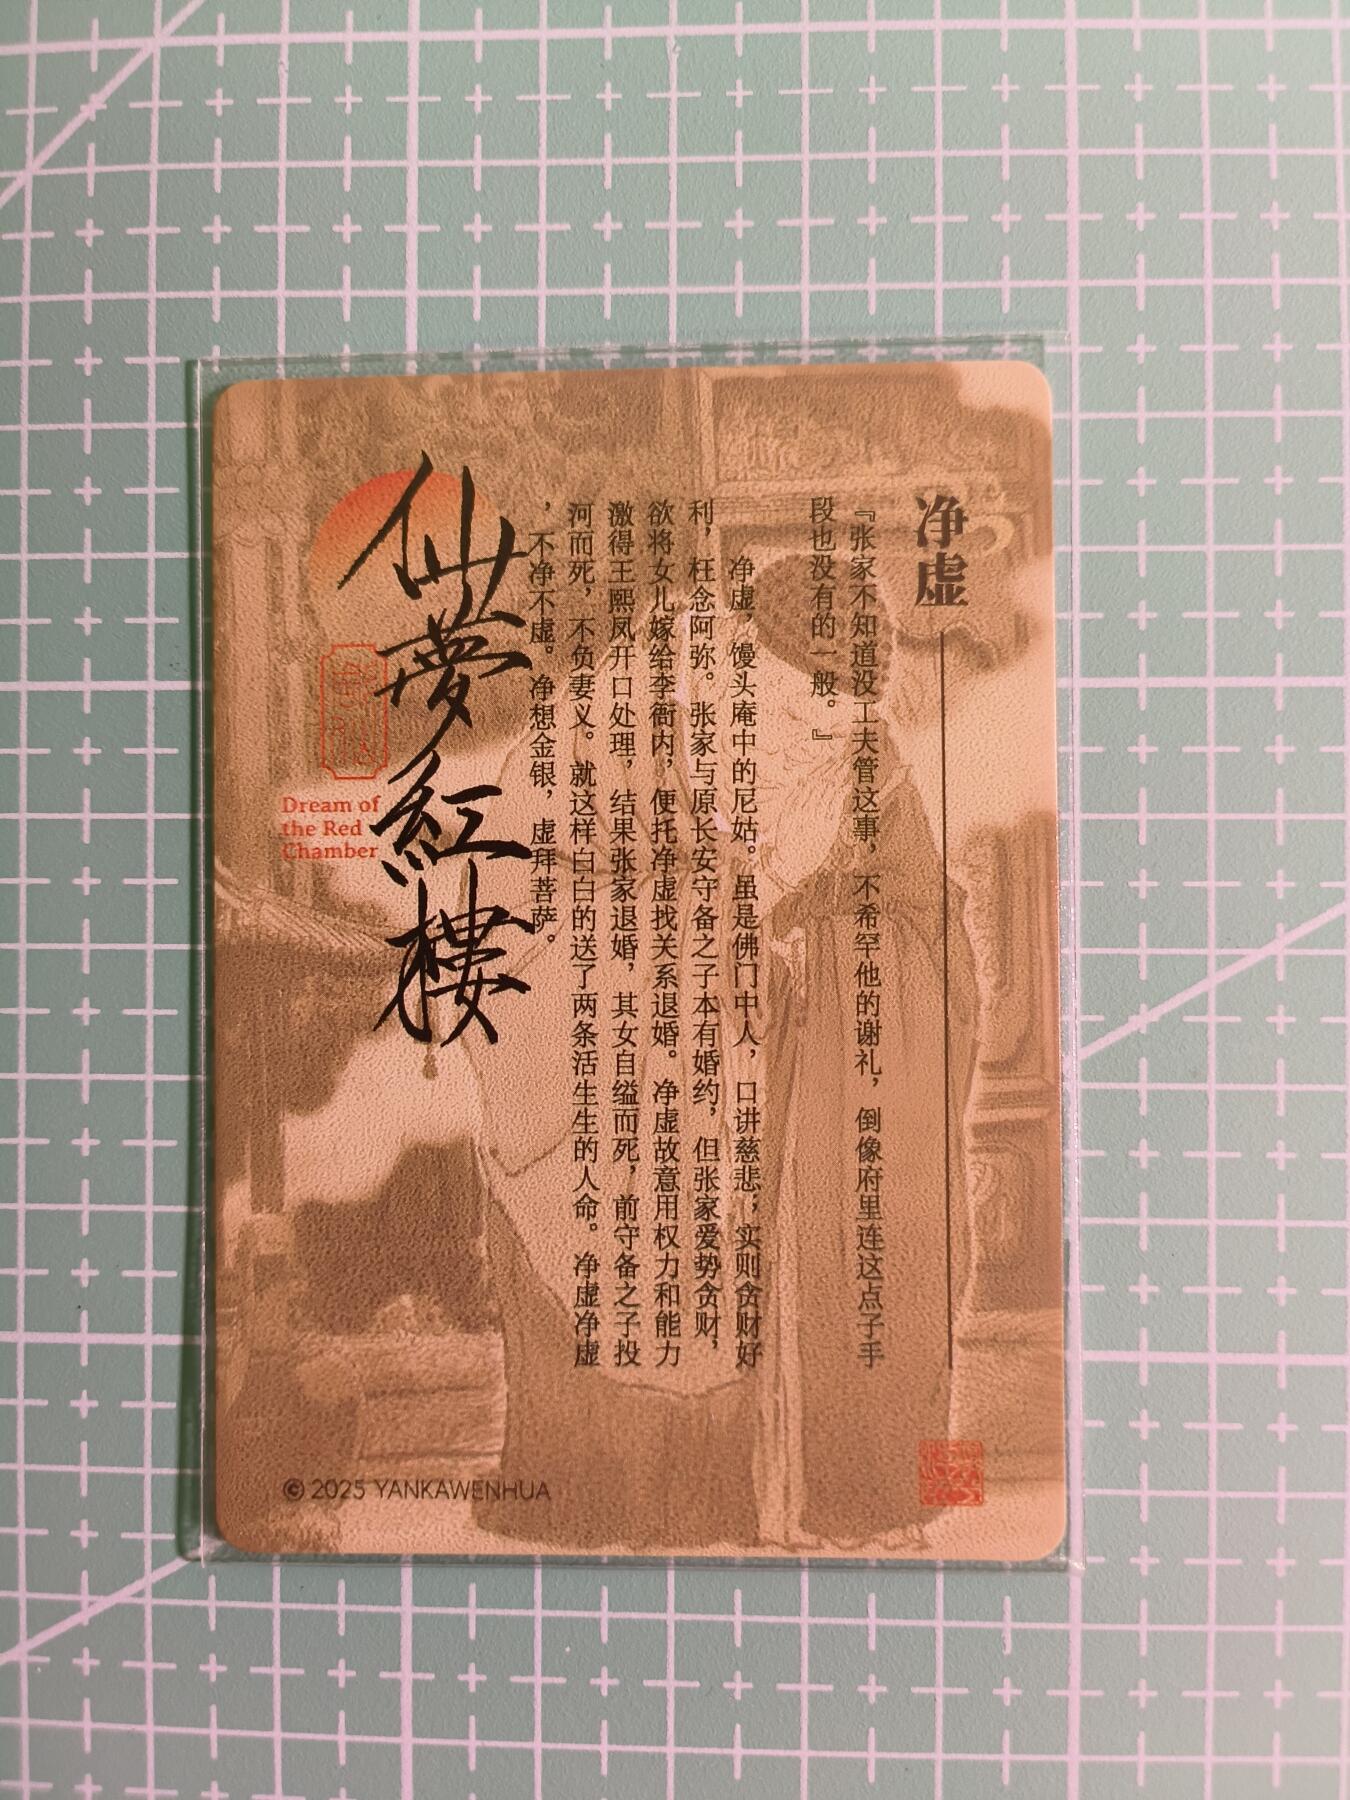 净虚
『张家不知道没工夫管这事，不希罕他的谢礼，倒像府里连这点子手
段也没有的一般。』
净虚，馒头庵中的尼姑。虽是佛门中人，口讲慈悲；实则贪财好
利，枉念阿弥。张家与原长安守备之子本有婚约，但张家爱势贪财，
欲将女儿嫁给李衙内，便托净虚找关系退婚。净虚故意用权力和能力
激得王熙凤开口处理，结果张家退婚，其女自缢而死，前守备之子投
河而死，不负妻义。就这样白白的送了两条活生生的人命。净虚净虚
，不净不虚。净想金银，虚拜菩萨。
仙夢紅樓
Dream of
the Red
Chamber
© 2025 YANKAWENHUA